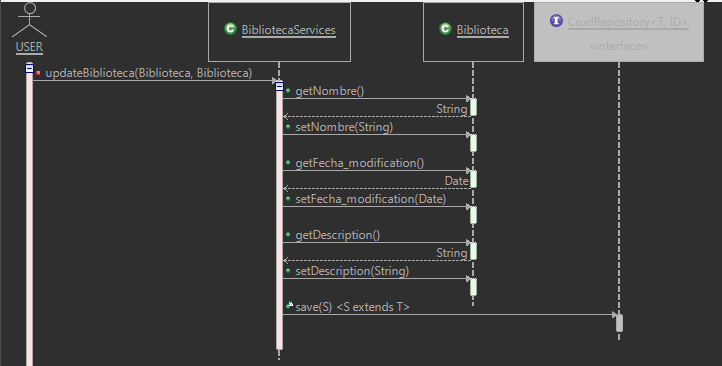 USER
C BibliotecaServices
C Biblioteca
I CrudRepository<T, ID>
«interface»
updateBiblioteca(Biblioteca, Biblioteca)
getNombre()
String
setNombre(String)
getFecha_modification()
Date
setFecha_modification(Date)
getDescription()
String
setDescription(String)
save(S) <S extends T>